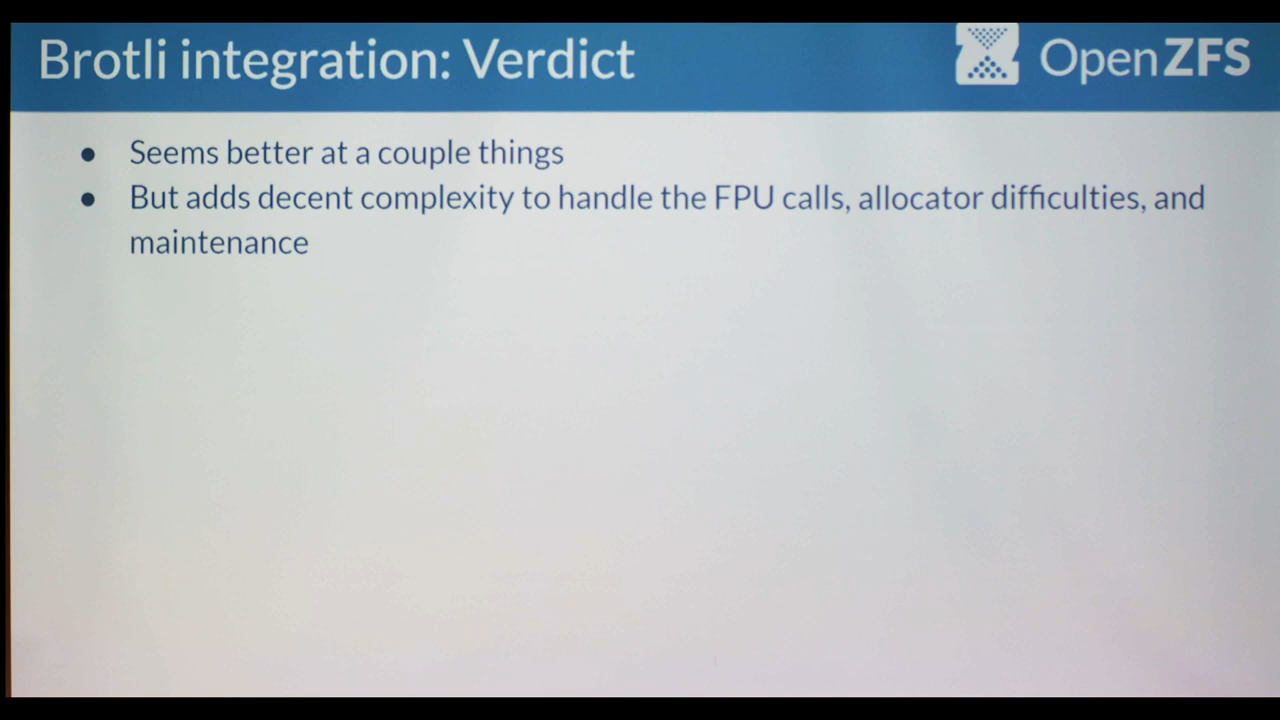 Brotli integration: Verdict
OpenZFS
● Seems better at a couple things
● But adds decent complexity to handle the FPU calls, allocator difficulties, and
maintenance